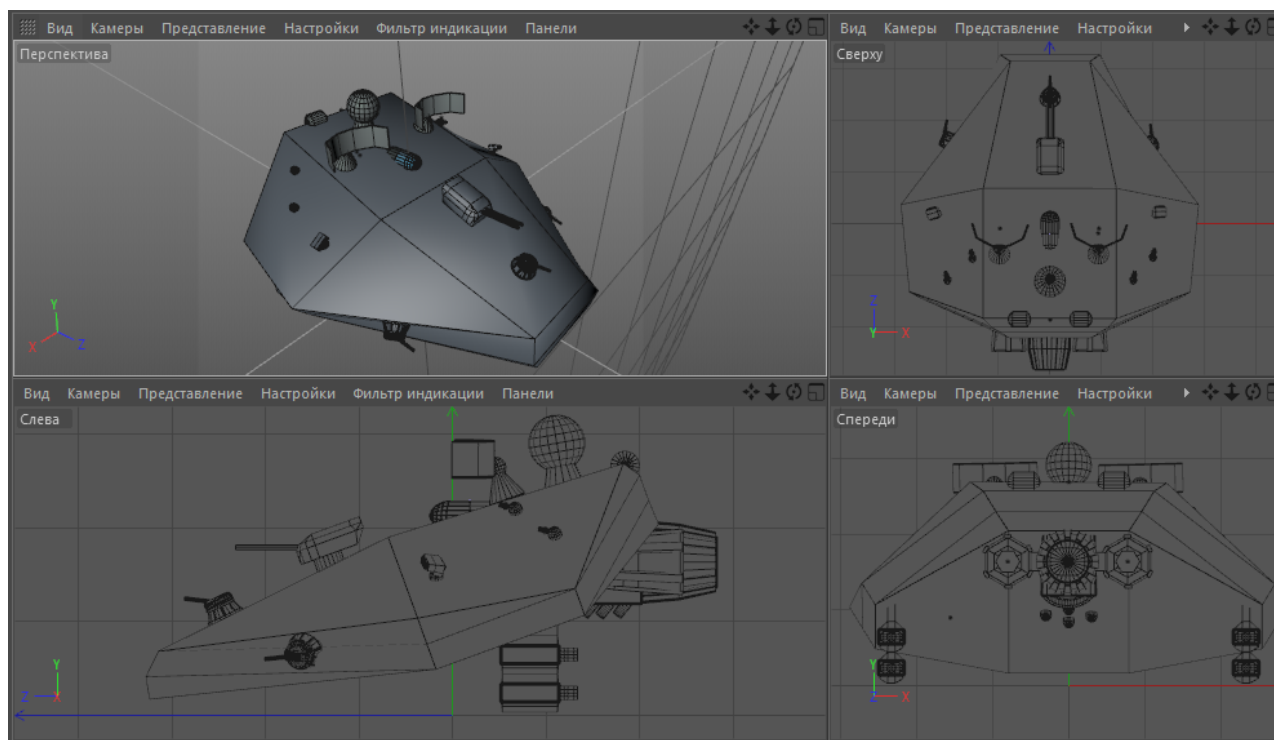 Вид Камеры Представление Настройки Фильтр индикации Панели
Перспектива
Y
X Z
Вид Камеры Представление Настройки
Сверху
Z
Y X
Вид Камеры Представление Настройки Фильтр индикации Панели
Слева
Y
Z X
Вид Камеры Представление Настройки
Спереди
Y
Z X